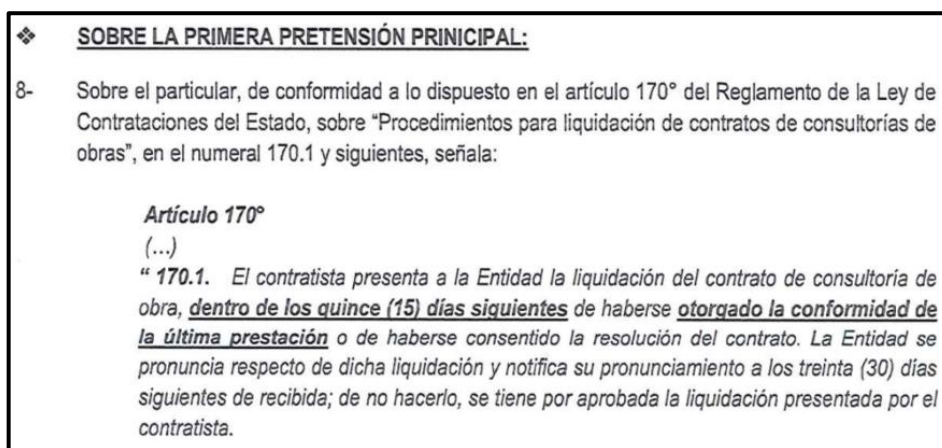 ❖ SOBRE LA PRIMERA PRETENSIÓN PRINICIPAL:
8- Sobre el particular, de conformidad a lo dispuesto en el artículo 170° del Reglamento de la Ley de
Contrataciones del Estado, sobre “Procedimientos para liquidación de contratos de consultorías de
obras”, en el numeral 170.1 y siguientes, señala:
Artículo 170°
(...)
“ 170.1. El contratista presenta a la Entidad la liquidación del contrato de consultoría de
obra, dentro de los quince (15) días siguientes de haberse otorgado la conformidad de
la última prestación o de haberse consentido la resolución del contrato. La Entidad se
pronuncia respecto de dicha liquidación y notifica su pronunciamiento a los treinta (30) días
siguientes de recibida; de no hacerlo, se tiene por aprobada la liquidación presentada por el
contratista.